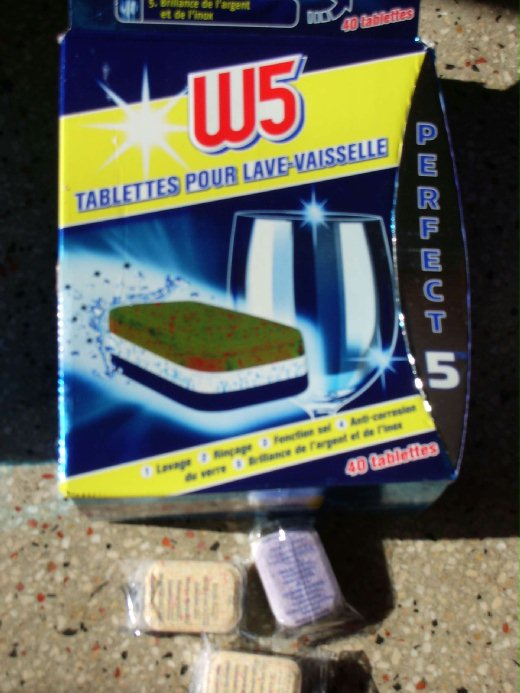 5. Brillance de l'argent
et de l'inox
40 tablettes
W5
TABLETTES POUR LAVE-VAISSELLE
PERFECT
5
1 Lavage 2 Rinçage 3 Fonction sel 4 Anti-corrosion
du verre 5 Brillance de l'argent et de l'inox
40 tablettes